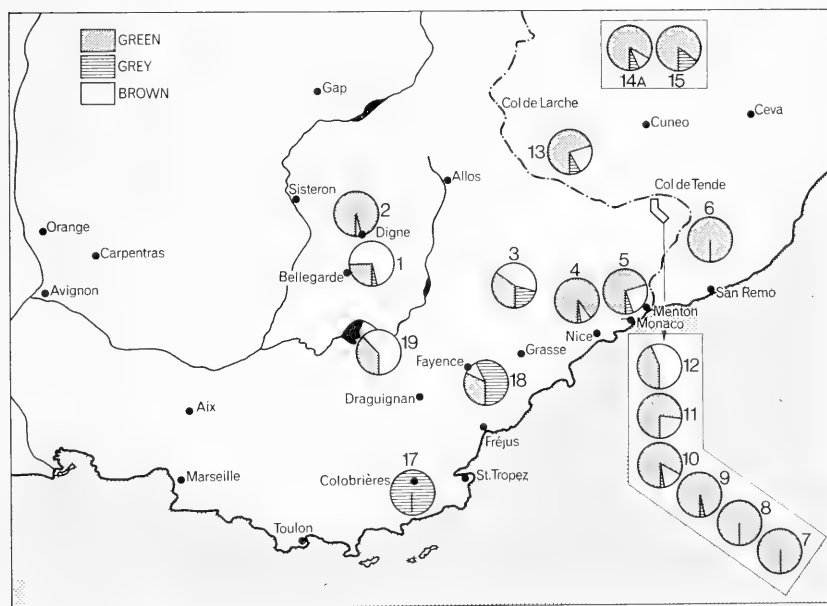 GREEN
GREY
BROWN
Gap
14A
15
Col de Larche
Cuneo
Ceva
13
Allos
Sisteron
Col de Tende
2
Digne
6
Orange
Carpentras
1
Bellegarde
3
4
5
Avignon
San Remo
Menton
Monaco
Nice
19
Grasse
Fayence
18
12
Draguignan
Aix
11
Fréjus
10
17
Marseille
Colobrières
St. Tropez
9
8
7
Toulon